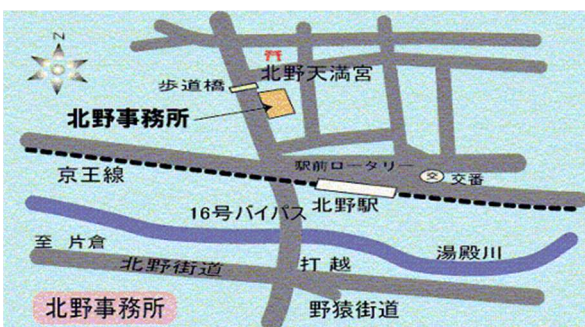 N
北野天満宮
歩道橋
北野事務所
駅前ロータリー
交 交番
京王線
北野駅
16号バイパス
至 片倉
湯殿川
北野街道
打越
野猿街道
北野事務所